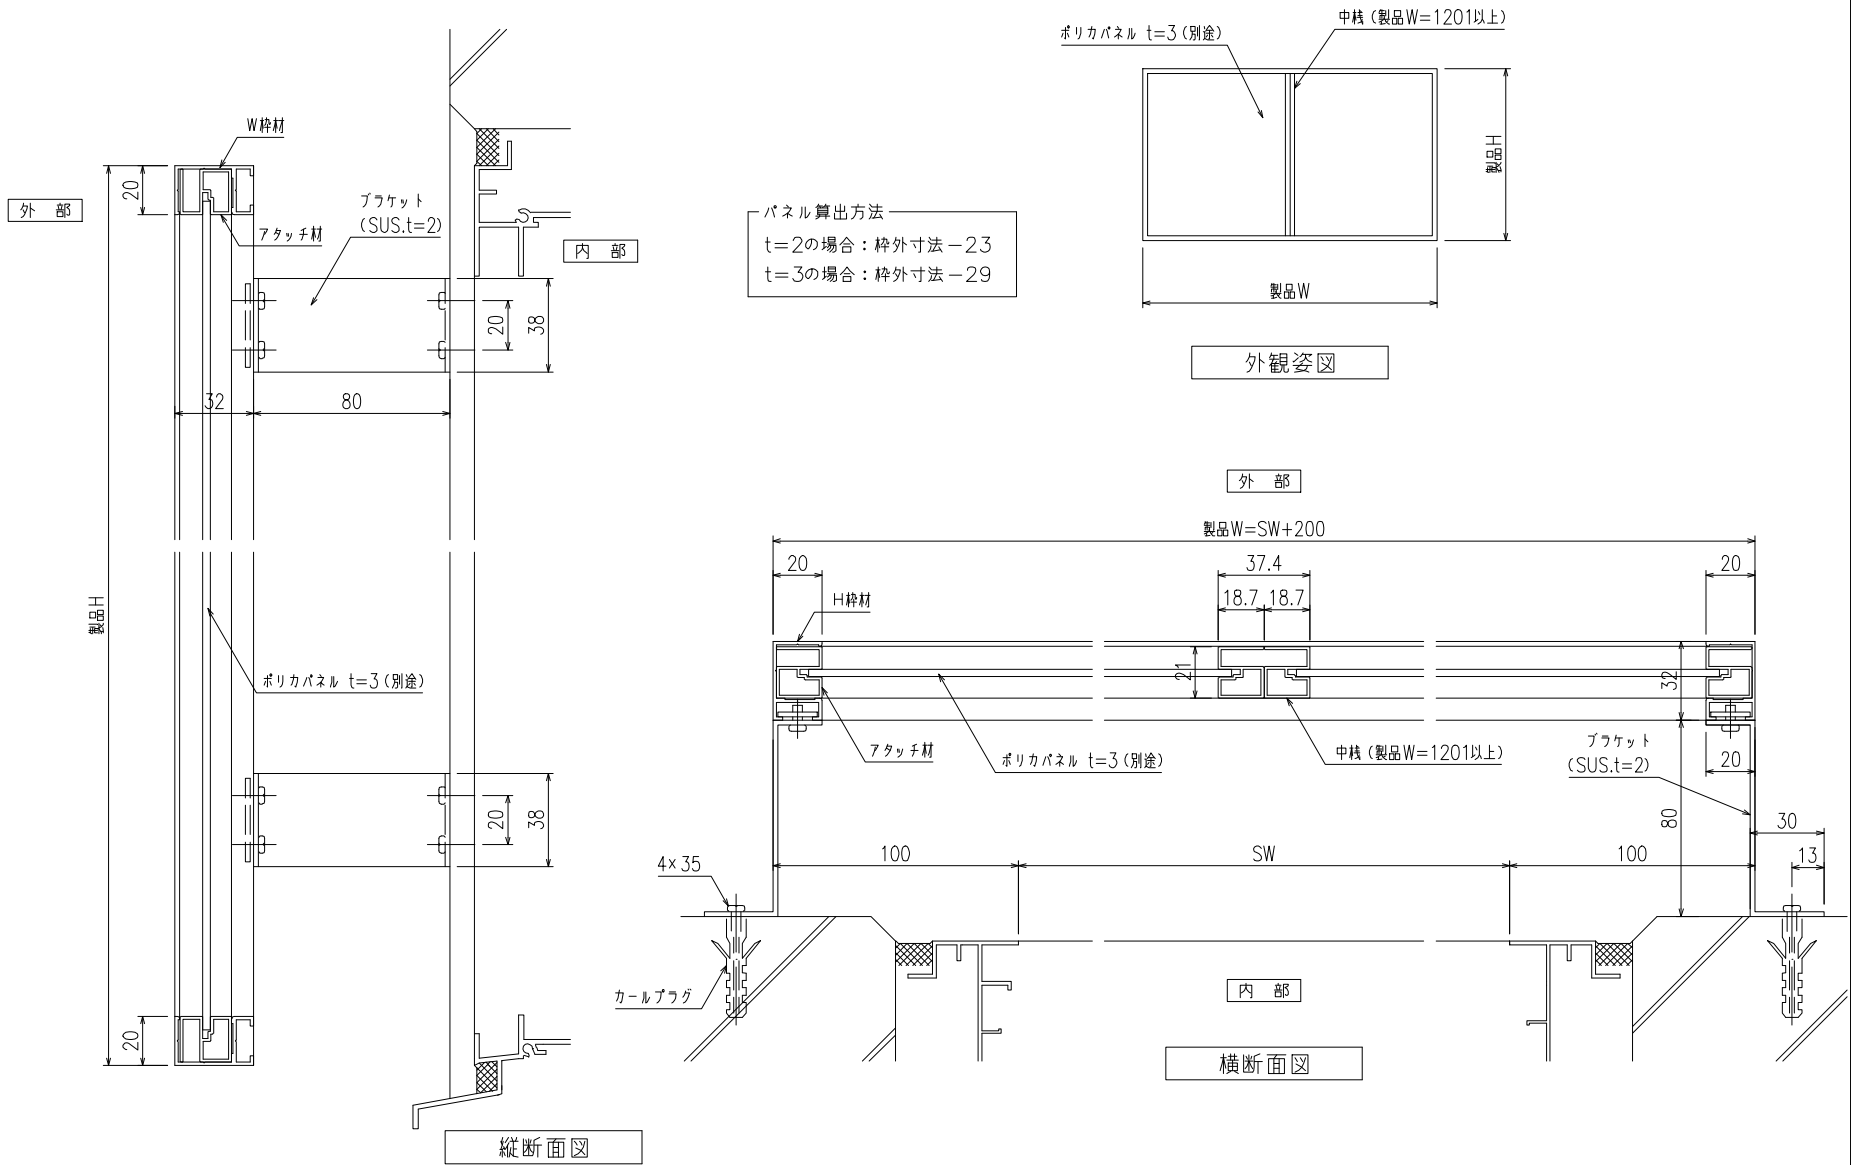 W枠材
20
外 部
ブラケット
(SUS.t=2)
アタッチ材
内 部
20
38
32
80
製品H
ポリカパネル t=3(別途)
20
38
20
縦断面図
パネル算出方法
t=2の場合：枠外寸法－23
t=3の場合：枠外寸法－29
ポリカパネル t=3(別途)
中桟(製品W=1201以上)
製品H
製品W
外観姿図
外 部
製品W=SW+200
20
37.4
20
18.7
18.7
H枠材
21
32
アタッチ材
ポリカパネル t=3(別途)
中桟(製品W=1201以上)
ブラケット
(SUS.t=2)
20
80
30
13
100
SW
100
4×35
カールプラグ
内 部
横断面図